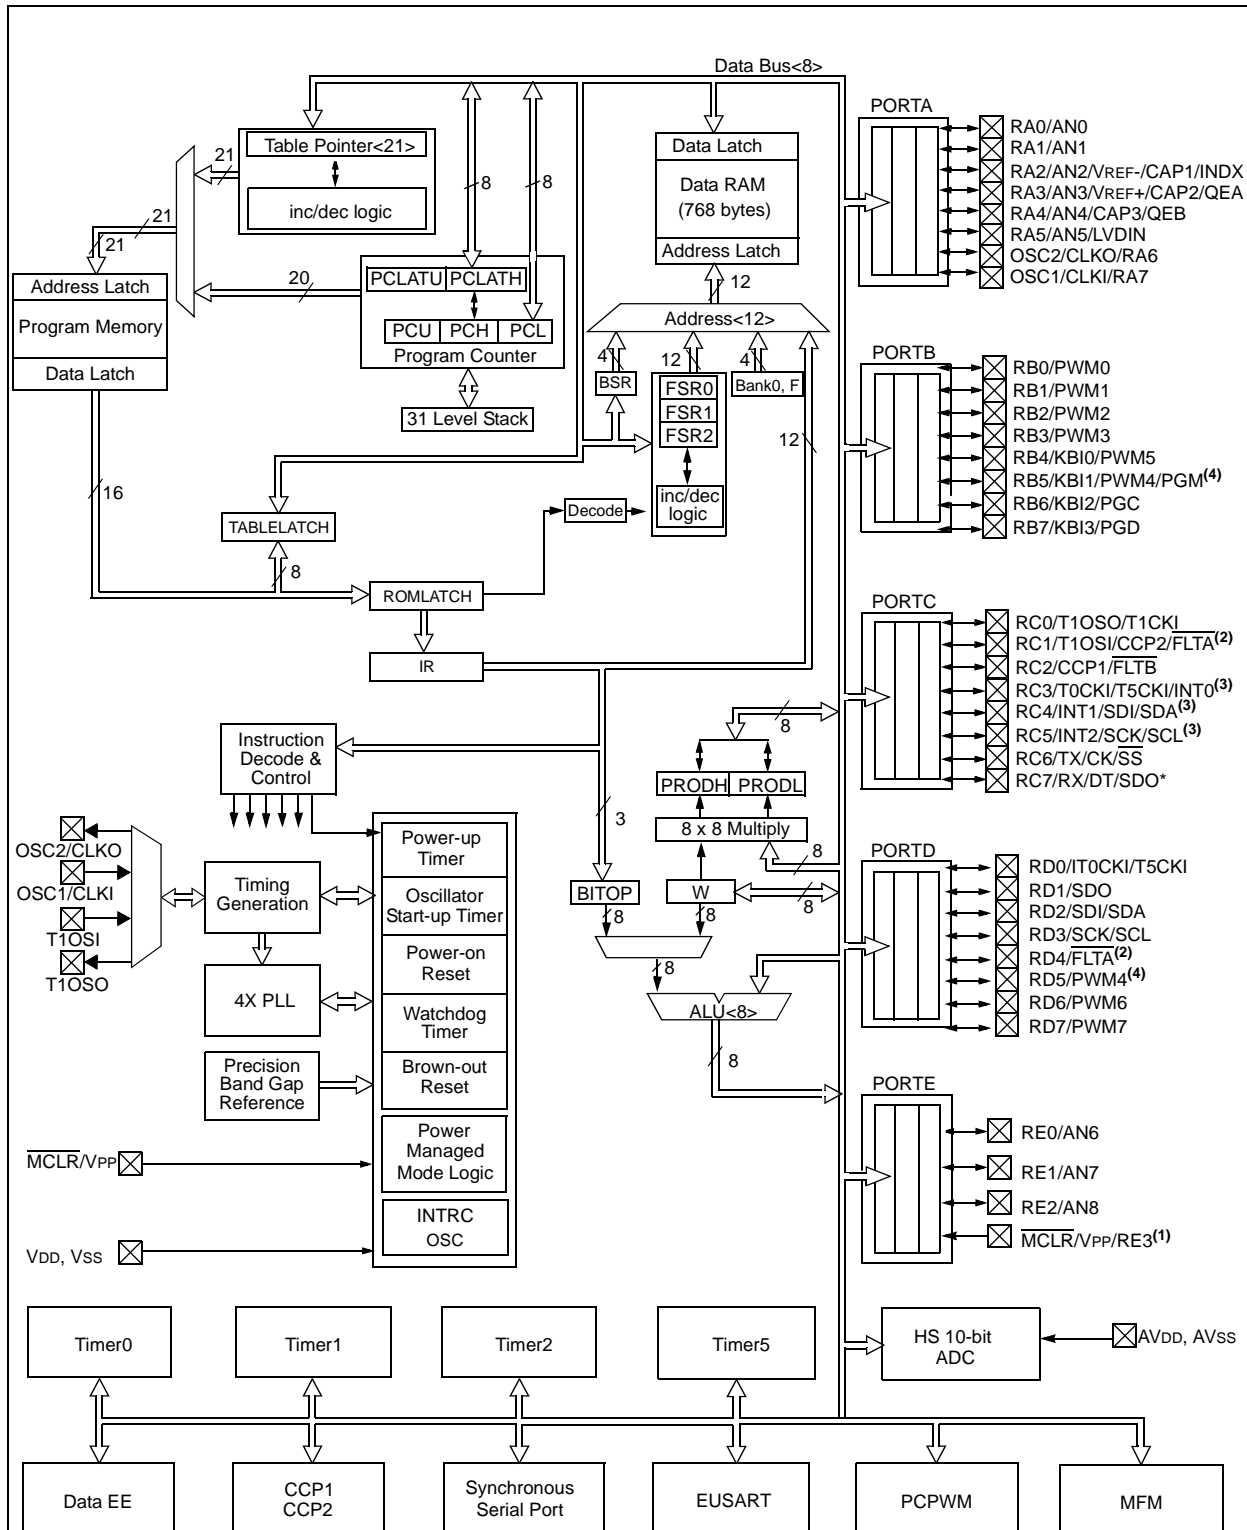 Data Bus<8>
PORTA
RA0/AN0
RA1/AN1
RA2/AN2/VREF-/CAP1/INDX
RA3/AN3/VREF+/CAP2/QEA
RA4/AN4/CAP3/QEB
RA5/AN5/LVDIN
OSC2/CLKO/RA6
OSC1/CLKI/RA7
Table Pointer<21>
inc/dec logic
21
21
21
20
8
8
Data Latch
Data RAM
(768 bytes)
Address Latch
12
Address<12>
Address Latch
Program Memory
Data Latch
PCLATU
PCLATH
PCU
PCH
PCL
Program Counter
31 Level Stack
4
12
4
BSR
FSR0
FSR1
FSR2
inc/dec
logic
Bank0, F
12
PORTB
RB0/PWM0
RB1/PWM1
RB2/PWM2
RB3/PWM3
RB4/KBI0/PWM5
RB5/KBI1/PWM4/PGM(4)
RB6/KBI2/PGC
RB7/KBI3/PGD
16
TABLELATCH
8
Decode
ROMLATCH
IR
PORTC
RC0/T1OSO/T1CKI
RC1/T1OSI/CCP2/FLTA(2)
RC2/CCP1/FLTB
RC3/T0CKI/T5CKI/INT0(3)
RC4/INT1/SDI/SDA(3)
RC5/INT2/SCK/SCL(3)
RC6/TX/CK/SS
RC7/RX/DT/SDO*
Instruction
Decode &
Control
8
PRODH
PRODL
8 x 8 Multiply
3
8
BITOP
W
8
8
8
8
ALU<8>
8
OSC2/CLKO
OSC1/CLKI
T1OSI
T1OSO
Timing
Generation
4X PLL
Precision
Band Gap
Reference
Power-up
Timer
Oscillator
Start-up Timer
Power-on
Reset
Watchdog
Timer
Brown-out
Reset
Power
Managed
Mode Logic
INTRC
OSC
MCLR/VPP
VDD, VSS
PORTD
RD0/IT0CKI/T5CKI
RD1/SDO
RD2/SDI/SDA
RD3/SCK/SCL
RD4/FLTA(2)
RD5/PWM4(4)
RD6/PWM6
RD7/PWM7
PORTE
RE0/AN6
RE1/AN7
RE2/AN8
MCLR/VPP/RE3(1)
Timer0
Timer1
Timer2
Timer5
HS 10-bit
ADC
AVDD, AVSS
Data EE
CCP1
CCP2
Synchronous
Serial Port
EUSART
PCPWM
MFM